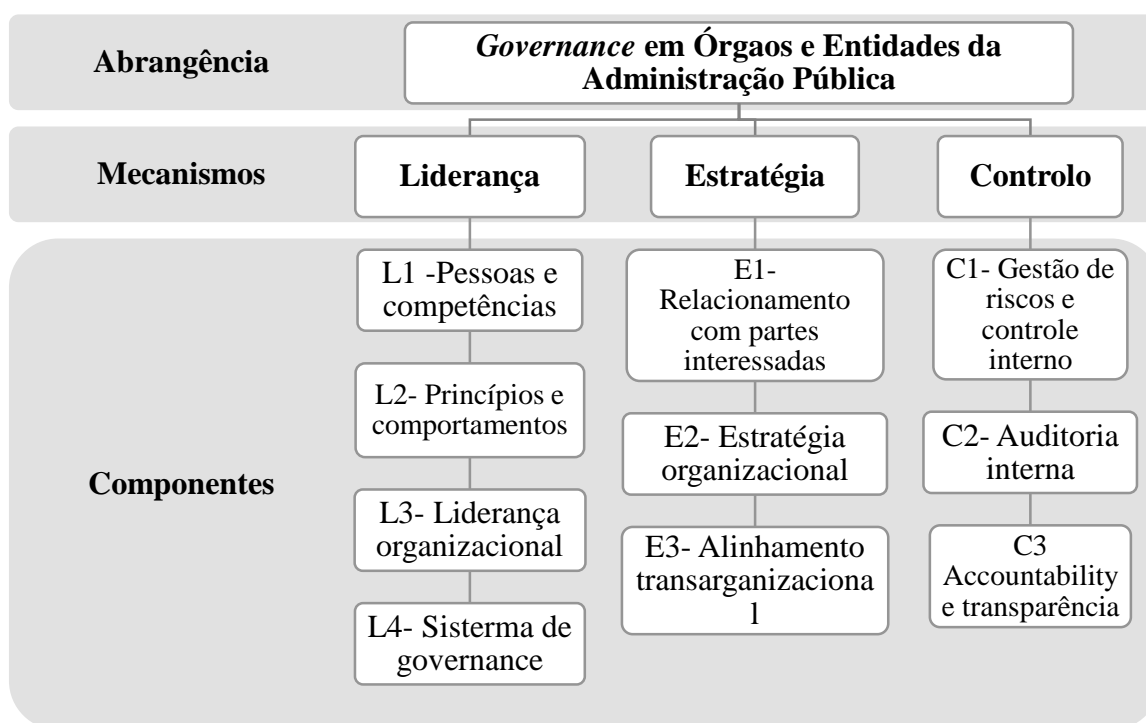 Abrangência
Governance em Órgaos e Entidades da
Administração Pública
Mecanismos
Liderança
Estratégia
Controlo
Componentes
L1 -Pessoas e
competências
L2- Princípios e
comportamentos
L3- Liderança
organizacional
L4- Sisterma de
governance
E1-
Relacionamento
com partes
interessadas
E2- Estratégia
organizacional
E3- Alinhamento
transarganizaciona
l
C1- Gestão de
riscos e
controle
interno
C2- Auditoria
interna
C3
Accountability
e transparência